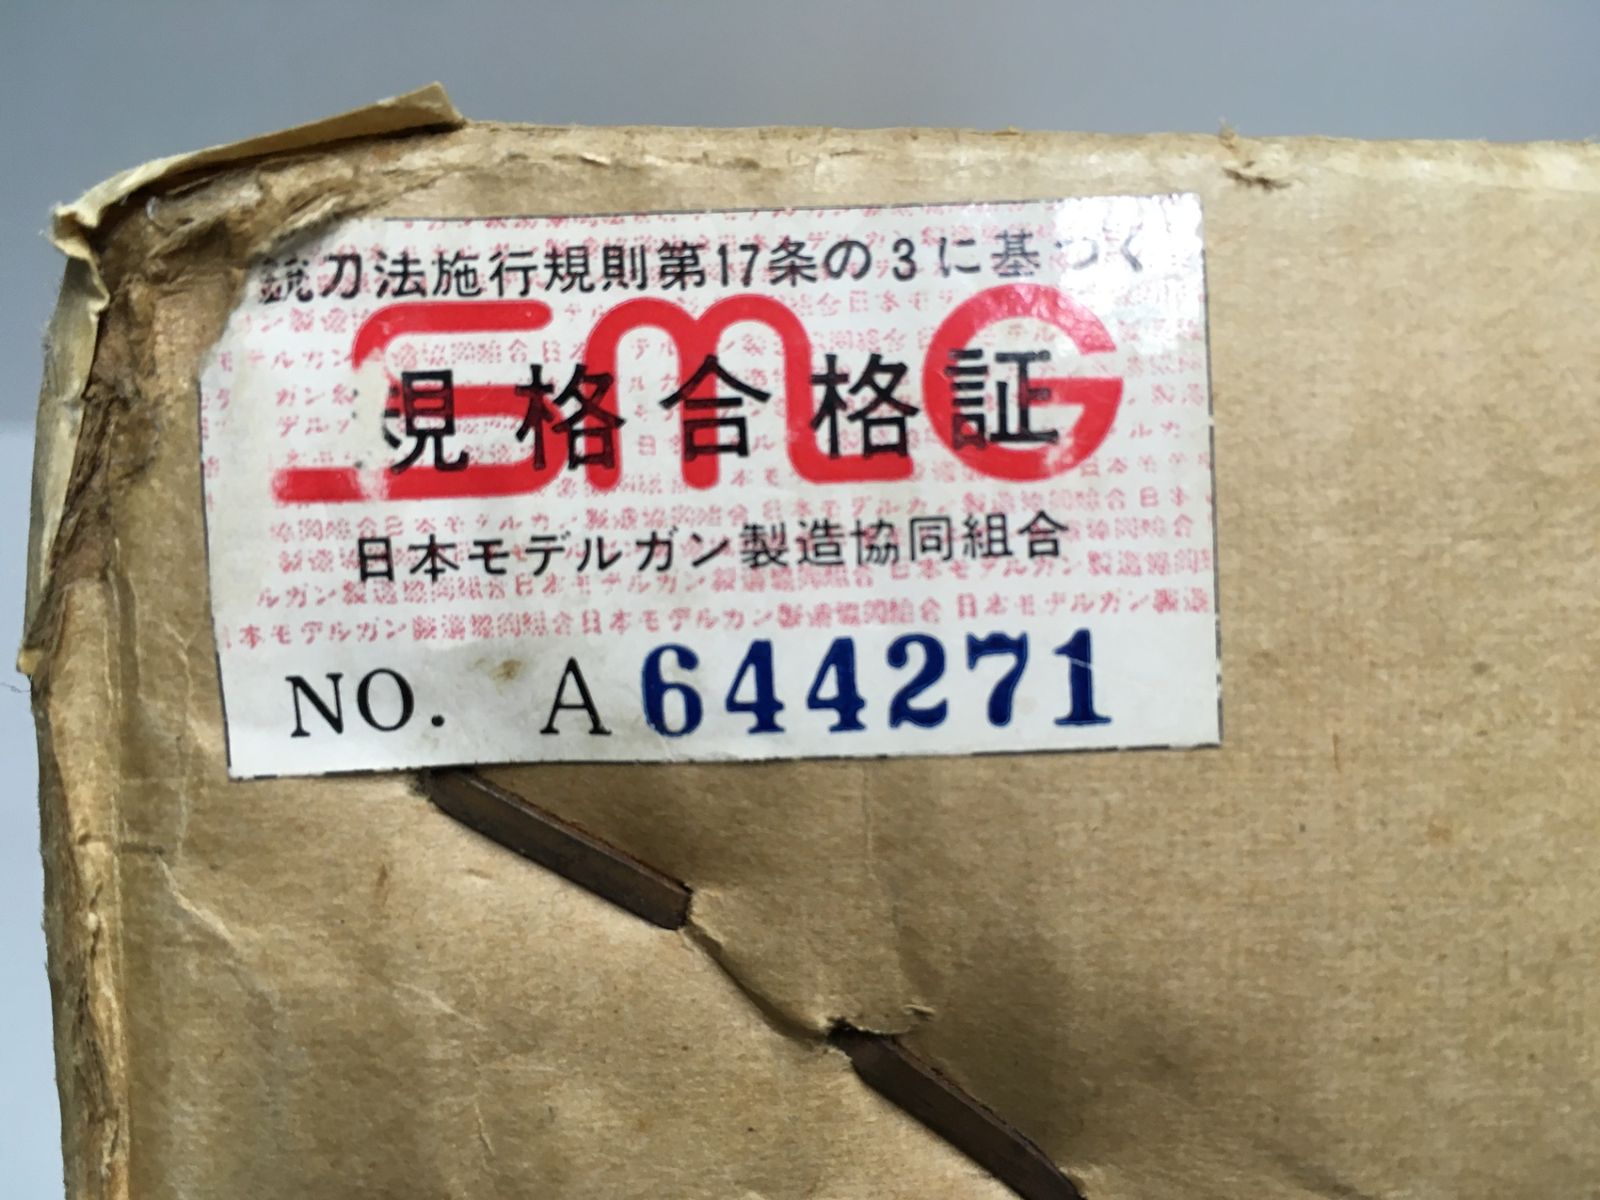 銃刀法施行規則第17条の3に基づく
SMG
規格合格証
日本モデルガン製造協同組合
NO. A 644271